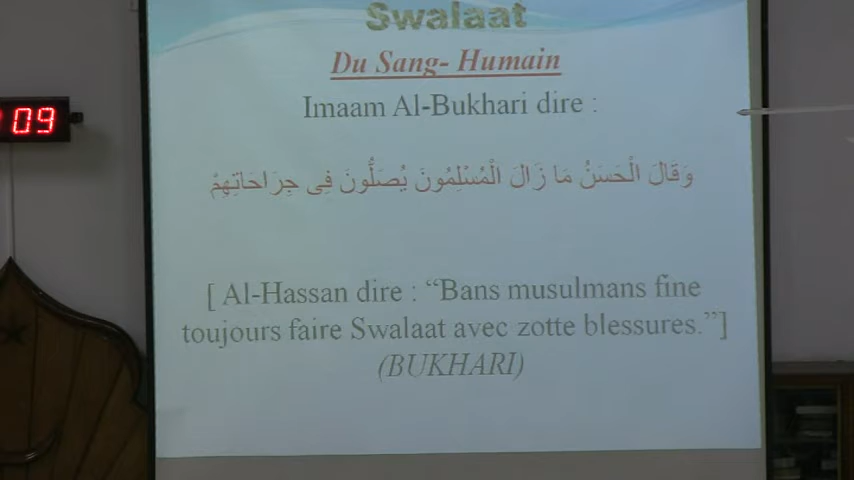 Swalaat
Du Sang- Humain
Imaam Al-Bukhari dire :
وَقَالَ الْحَسَنُ مَا زَالَ الْمُسْلِمُونَ يُصَلُّونَ فِى جِرَاحَاتِهِمْ
[ Al-Hassan dire : “Bans musulmans fine
toujours faire Swalaat avec zotte blessures.”]
(BUKHARI)
09